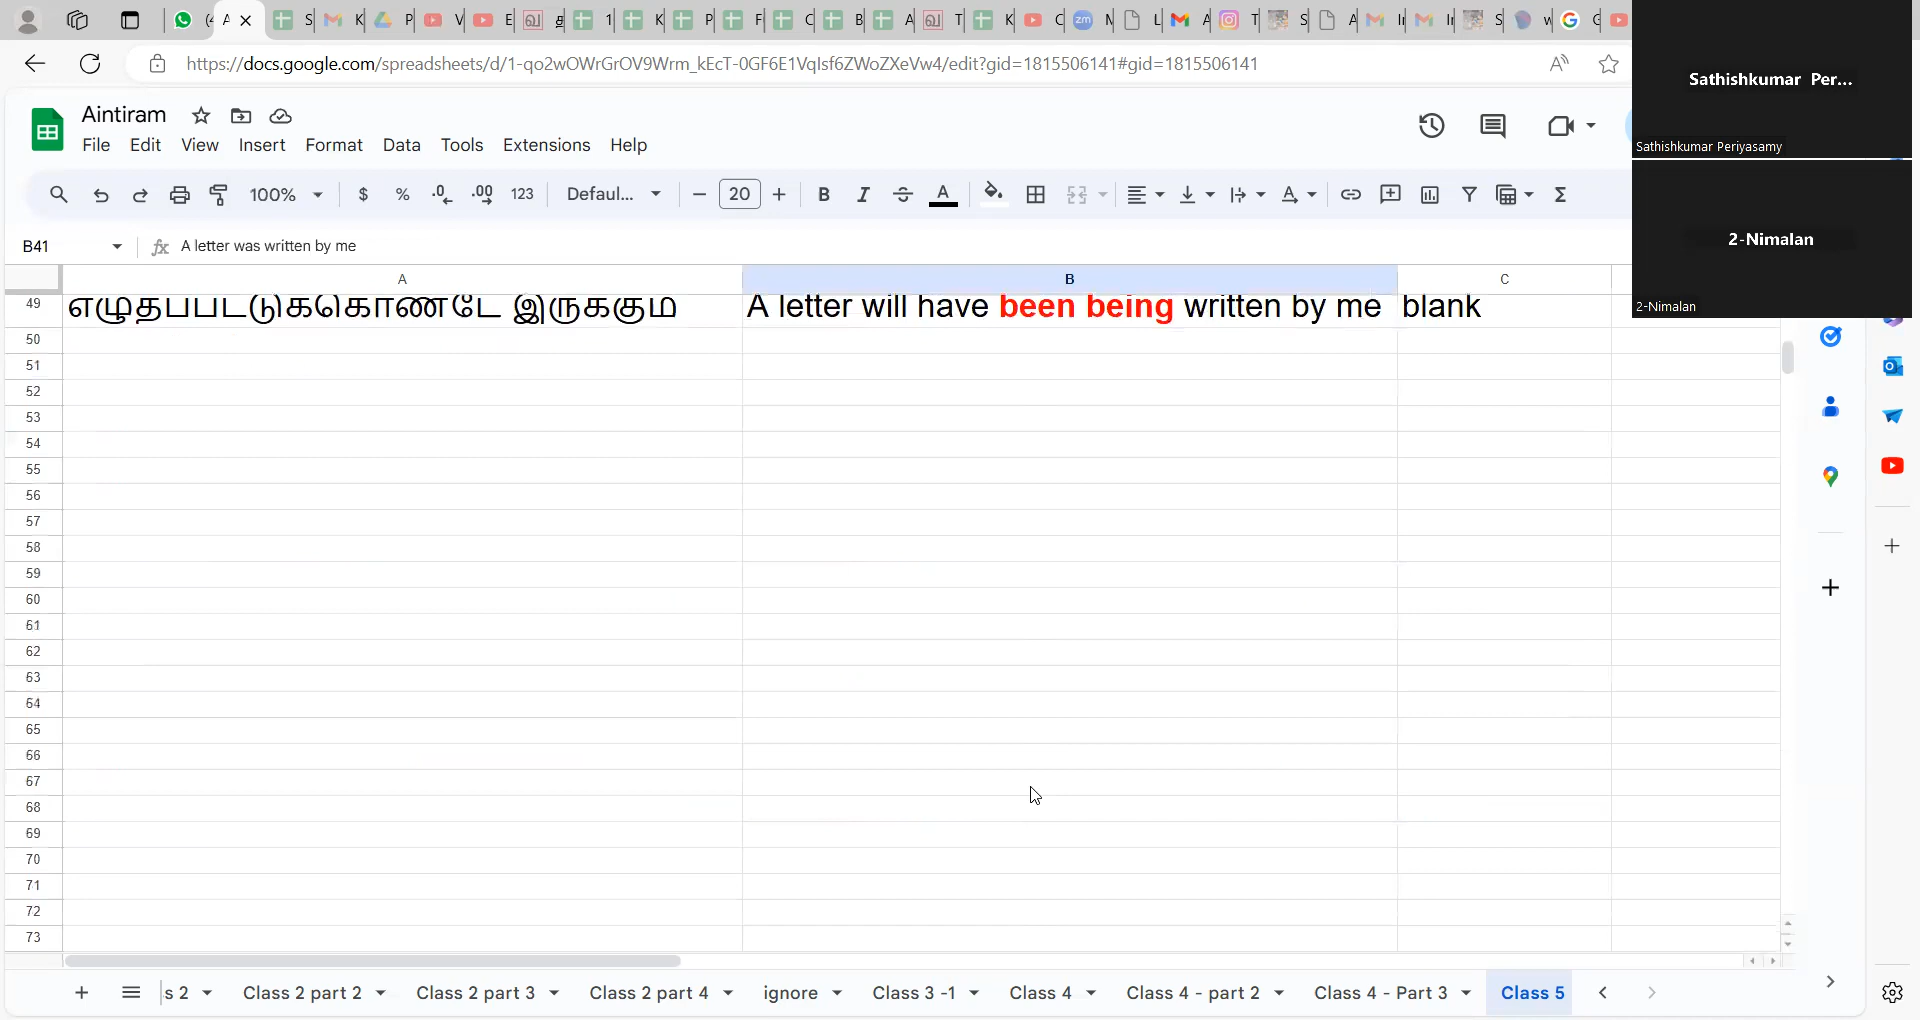 https://docs.google.com/spreadsheets/d/1-qo2wOWrGrOV9Wrm_kEcT-0GF6E1VqIsf6ZWoZXeVw4/edit?gid=1815506141#gid=1815506141
Sathishkumar Per...
Sathishkumar Periyasamy
Aintiram
File Edit View Insert Format Data Tools Extensions Help
100% $ % .0 .00 123 Defaul... 20
2-Nimalan
2-Nimalan
B41 A letter was written by me
A B C
49 எழுதப்பட்டுக்கொண்டே இருக்கும் A letter will have been being written by me blank
50
51
52
53
54
55
56
57
58
59
60
61
62
63
64
65
66
67
68
69
70
71
72
73
s 2 Class 2 part 2 Class 2 part 3 Class 2 part 4 ignore Class 3 -1 Class 4 Class 4 - part 2 Class 4 - Part 3 Class 5